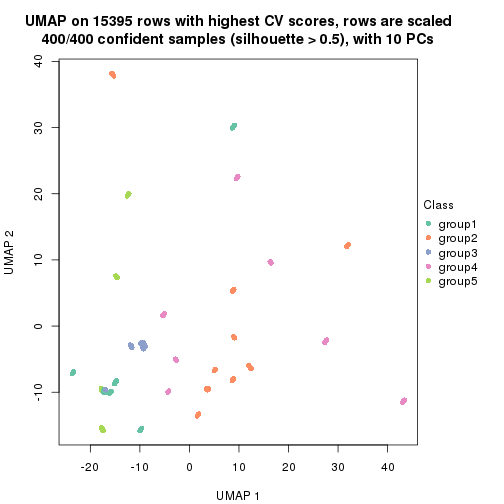 UMAP on 15395 rows with highest CV scores, rows are scaled
400/400 confident samples (silhouette > 0.5), with 10 PCs
40
30
20
10
0
-10
UMAP 2
-20
-10
0
10
20
30
40
UMAP 1
Class
group1
group2
group3
group4
group5